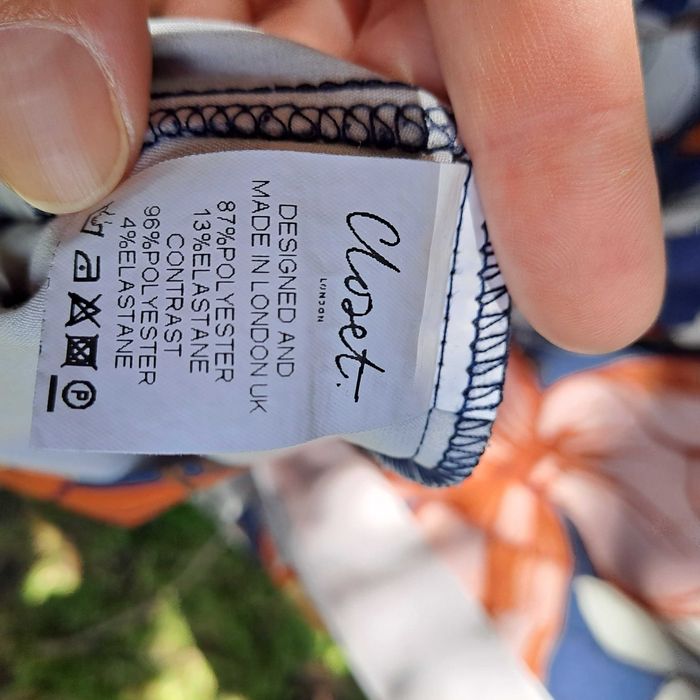 Closet.
LONDON
DESIGNED AND
MADE IN LONDON UK
87%POLYESTER
13%ELASTANE
CONTRAST
96%POLYESTER
4%ELASTANE
P